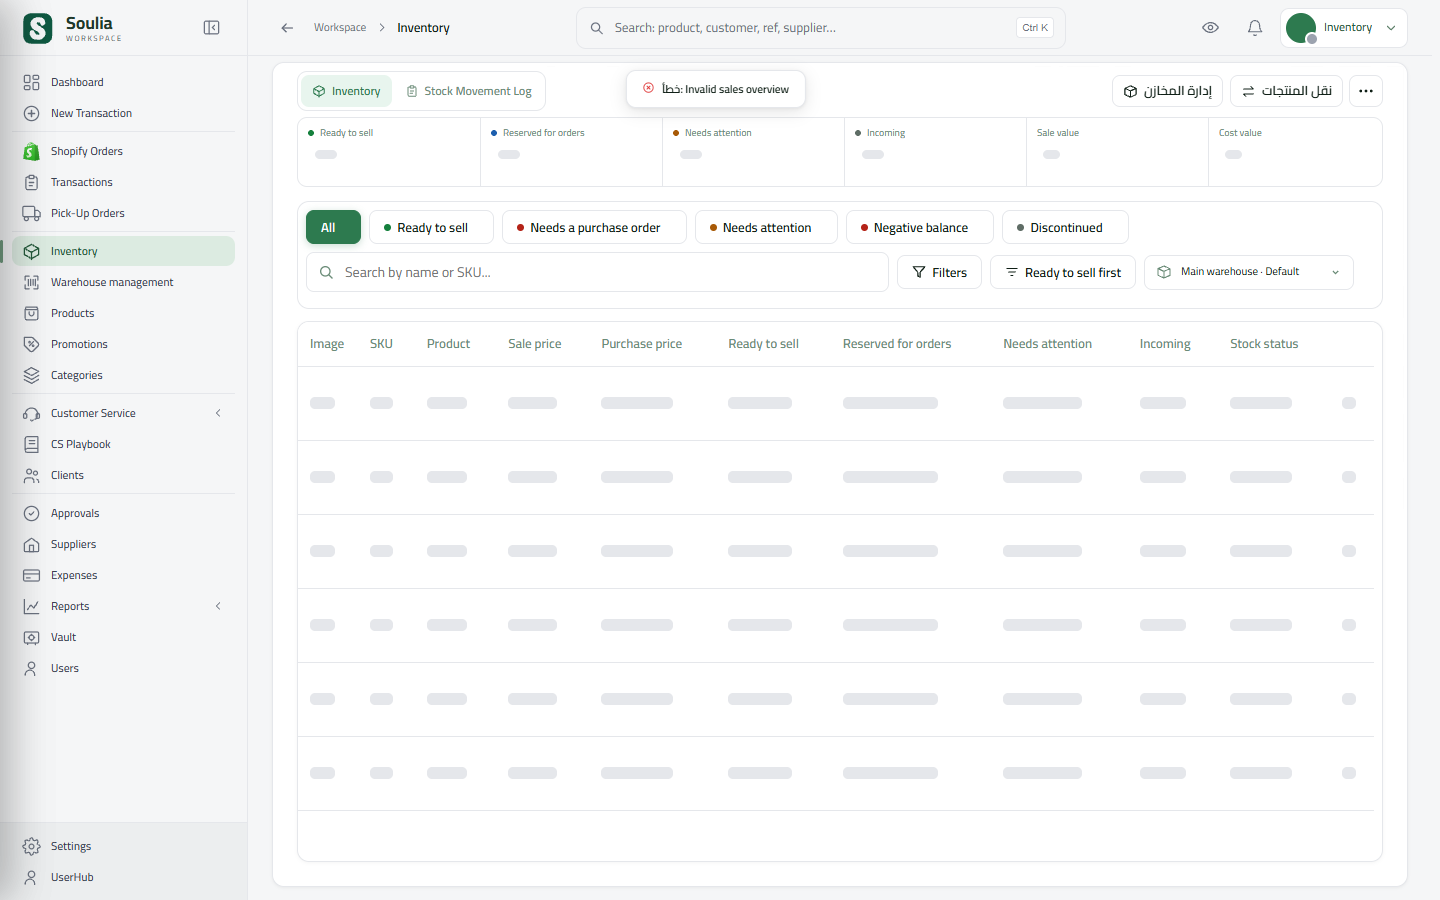 Soulia
WORKSPACE
Workspace
Inventory
Search: product, customer, ref, supplier...
Ctrl K
Inventory
Dashboard
New Transaction
Shopify Orders
Transactions
Pick-Up Orders
Inventory
Warehouse management
Products
Promotions
Categories
Customer Service
CS Playbook
Clients
Approvals
Suppliers
Expenses
Reports
Vault
Users
Settings
UserHub
Inventory
Stock Movement Log
خطأ: Invalid sales overview
إدارة المخازن
نقل المنتجات
Ready to sell
Reserved for orders
Needs attention
Incoming
Sale value
Cost value
All
Ready to sell
Needs a purchase order
Needs attention
Negative balance
Discontinued
Search by name or SKU...
Filters
Ready to sell first
Main warehouse · Default
Image
SKU
Product
Sale price
Purchase price
Ready to sell
Reserved for orders
Needs attention
Incoming
Stock status